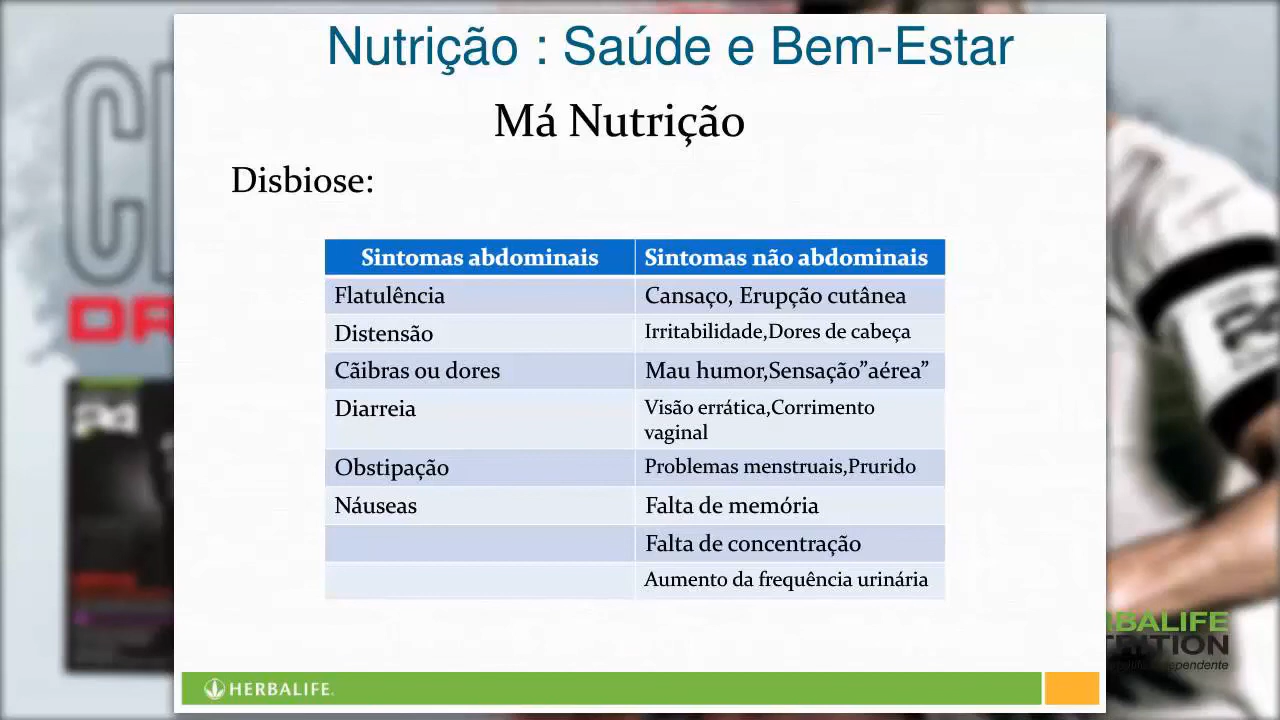 Nutrição : Saúde e Bem-Estar
Má Nutrição
Disbiose:
Sintomas abdominais
Sintomas não abdominais
Flatulência
Cansaço, Erupção cutânea
Distensão
Irritabilidade,Dores de cabeça
Cãibras ou dores
Mau humor,Sensação”aérea”
Diarreia
Visão errática,Corrimento
vaginal
Obstipação
Problemas menstruais,Prurido
Náuseas
Falta de memória
Falta de concentração
Aumento da frequência urinária
HERBALIFE